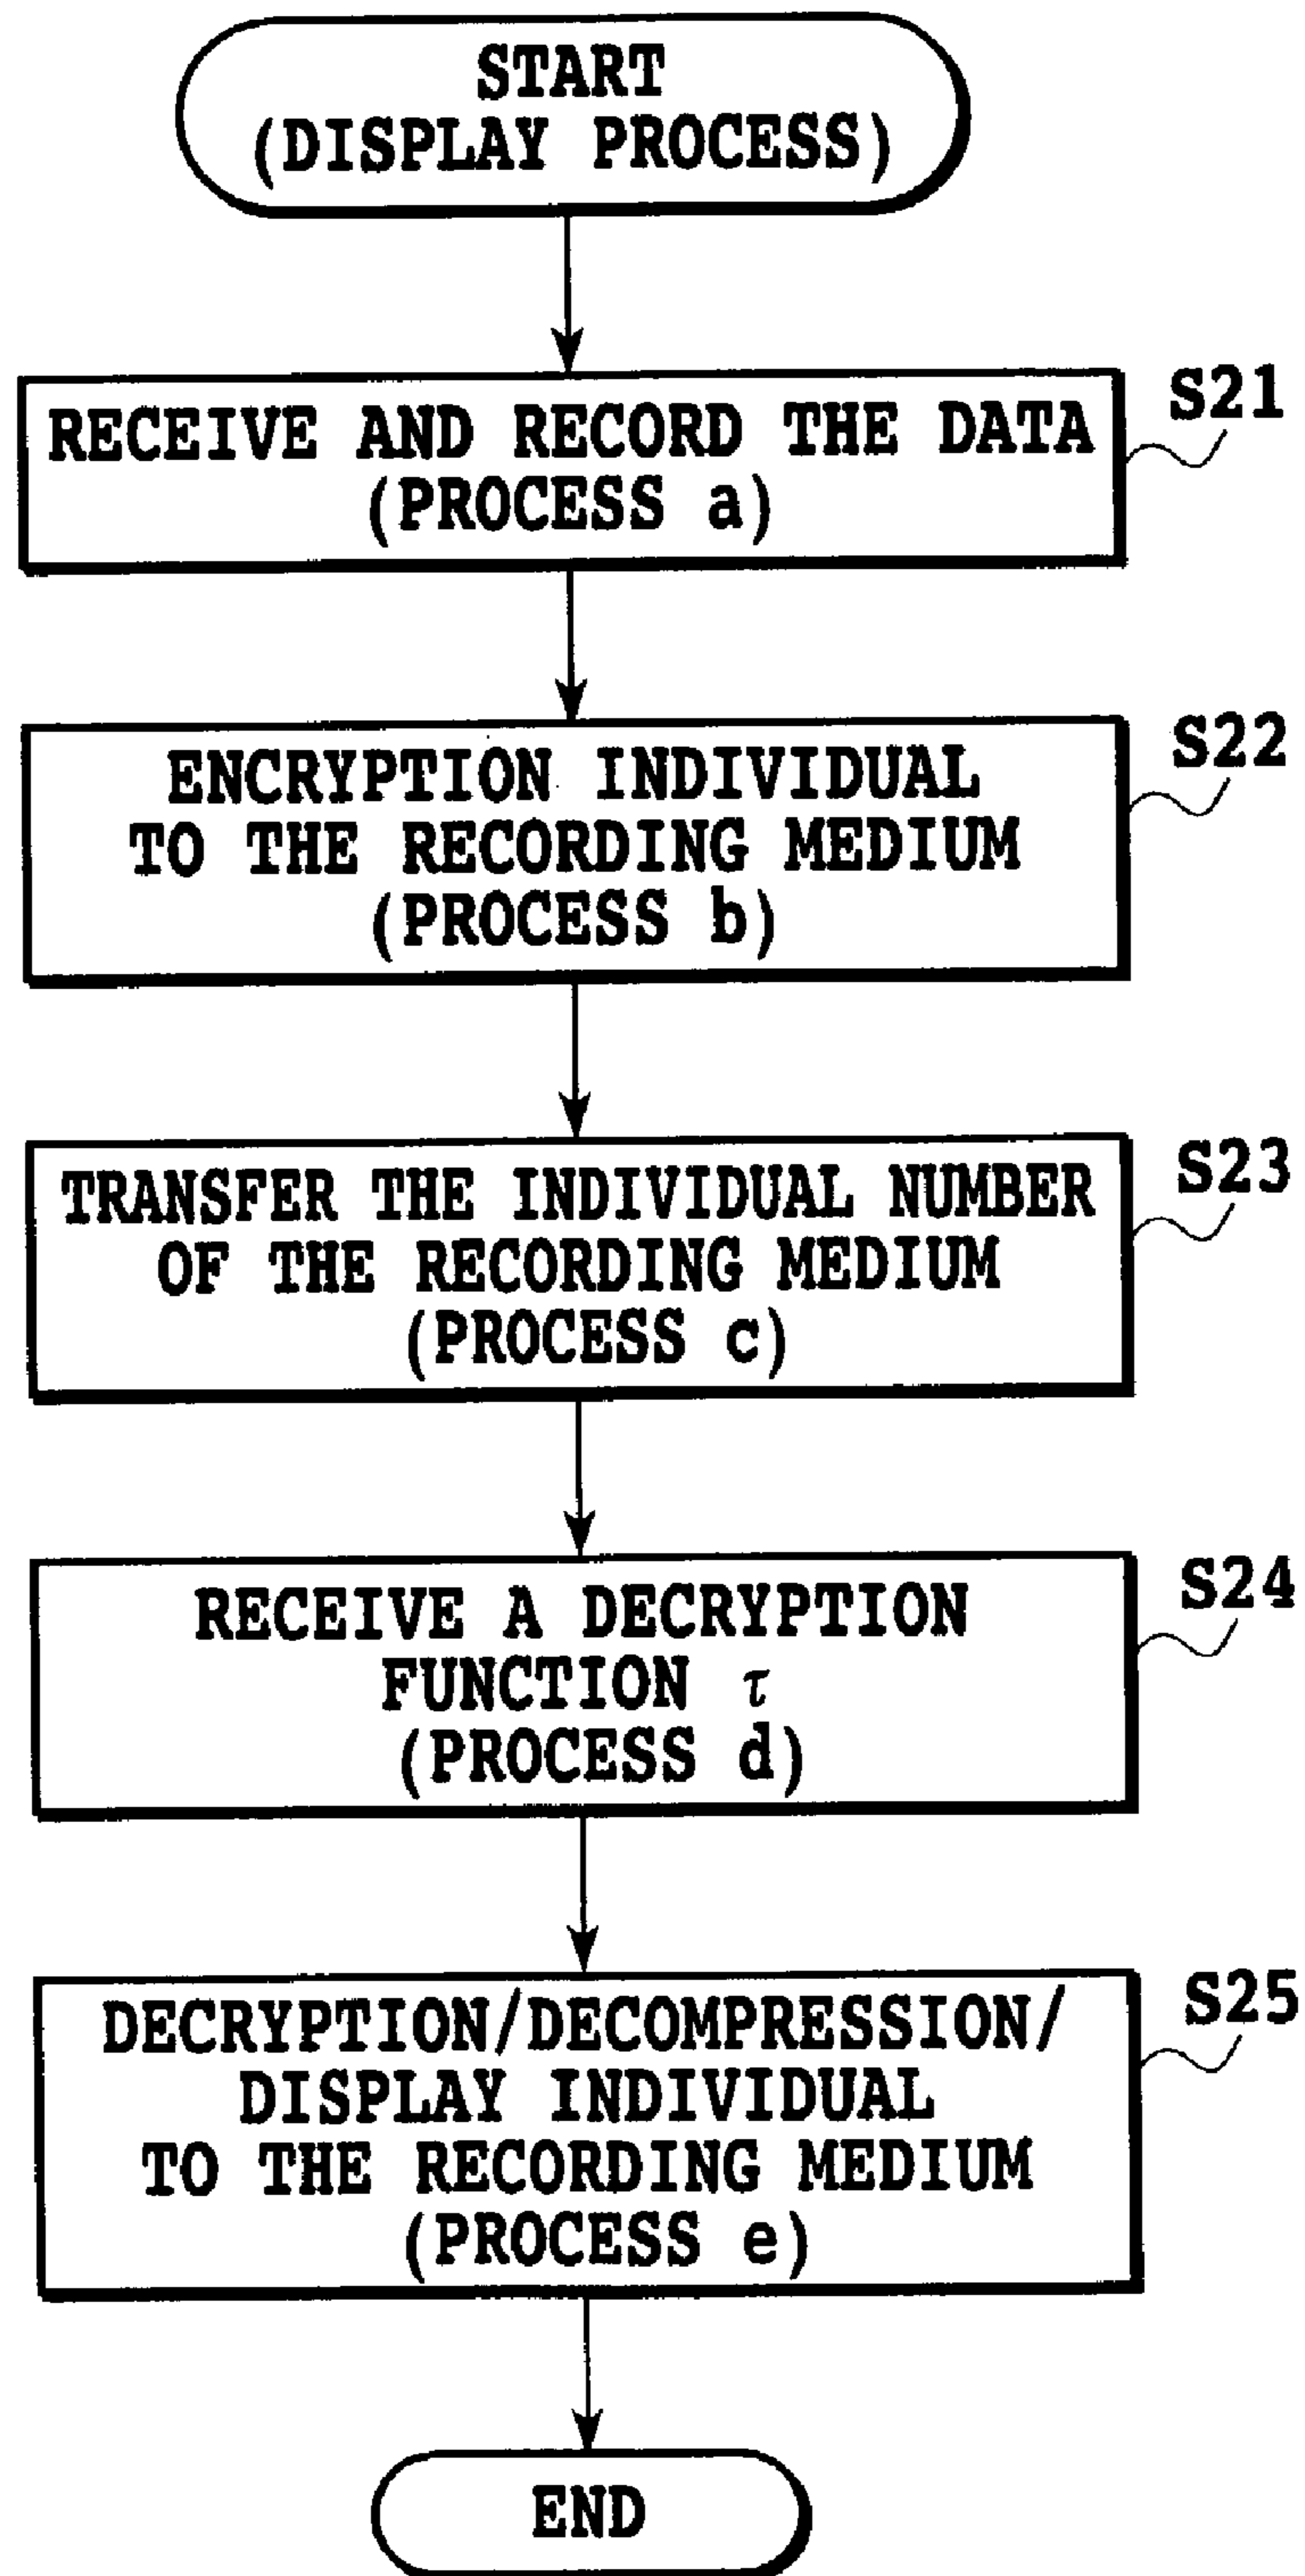 START
(DISPLAY PROCESS)
S21
RECEIVE AND RECORD THE DATA
(PROCESS a)
S22
ENCRYPTION INDIVIDUAL
TO THE RECORDING MEDIUM
(PROCESS b)
S23
TRANSFER THE INDIVIDUAL NUMBER
OF THE RECORDING MEDIUM
(PROCESS c)
S24
RECEIVE A DECRYPTION
FUNCTION τ
(PROCESS d)
S25
DECRYPTION/DECOMPRESSION/
DISPLAY INDIVIDUAL
TO THE RECORDING MEDIUM
(PROCESS e)
END